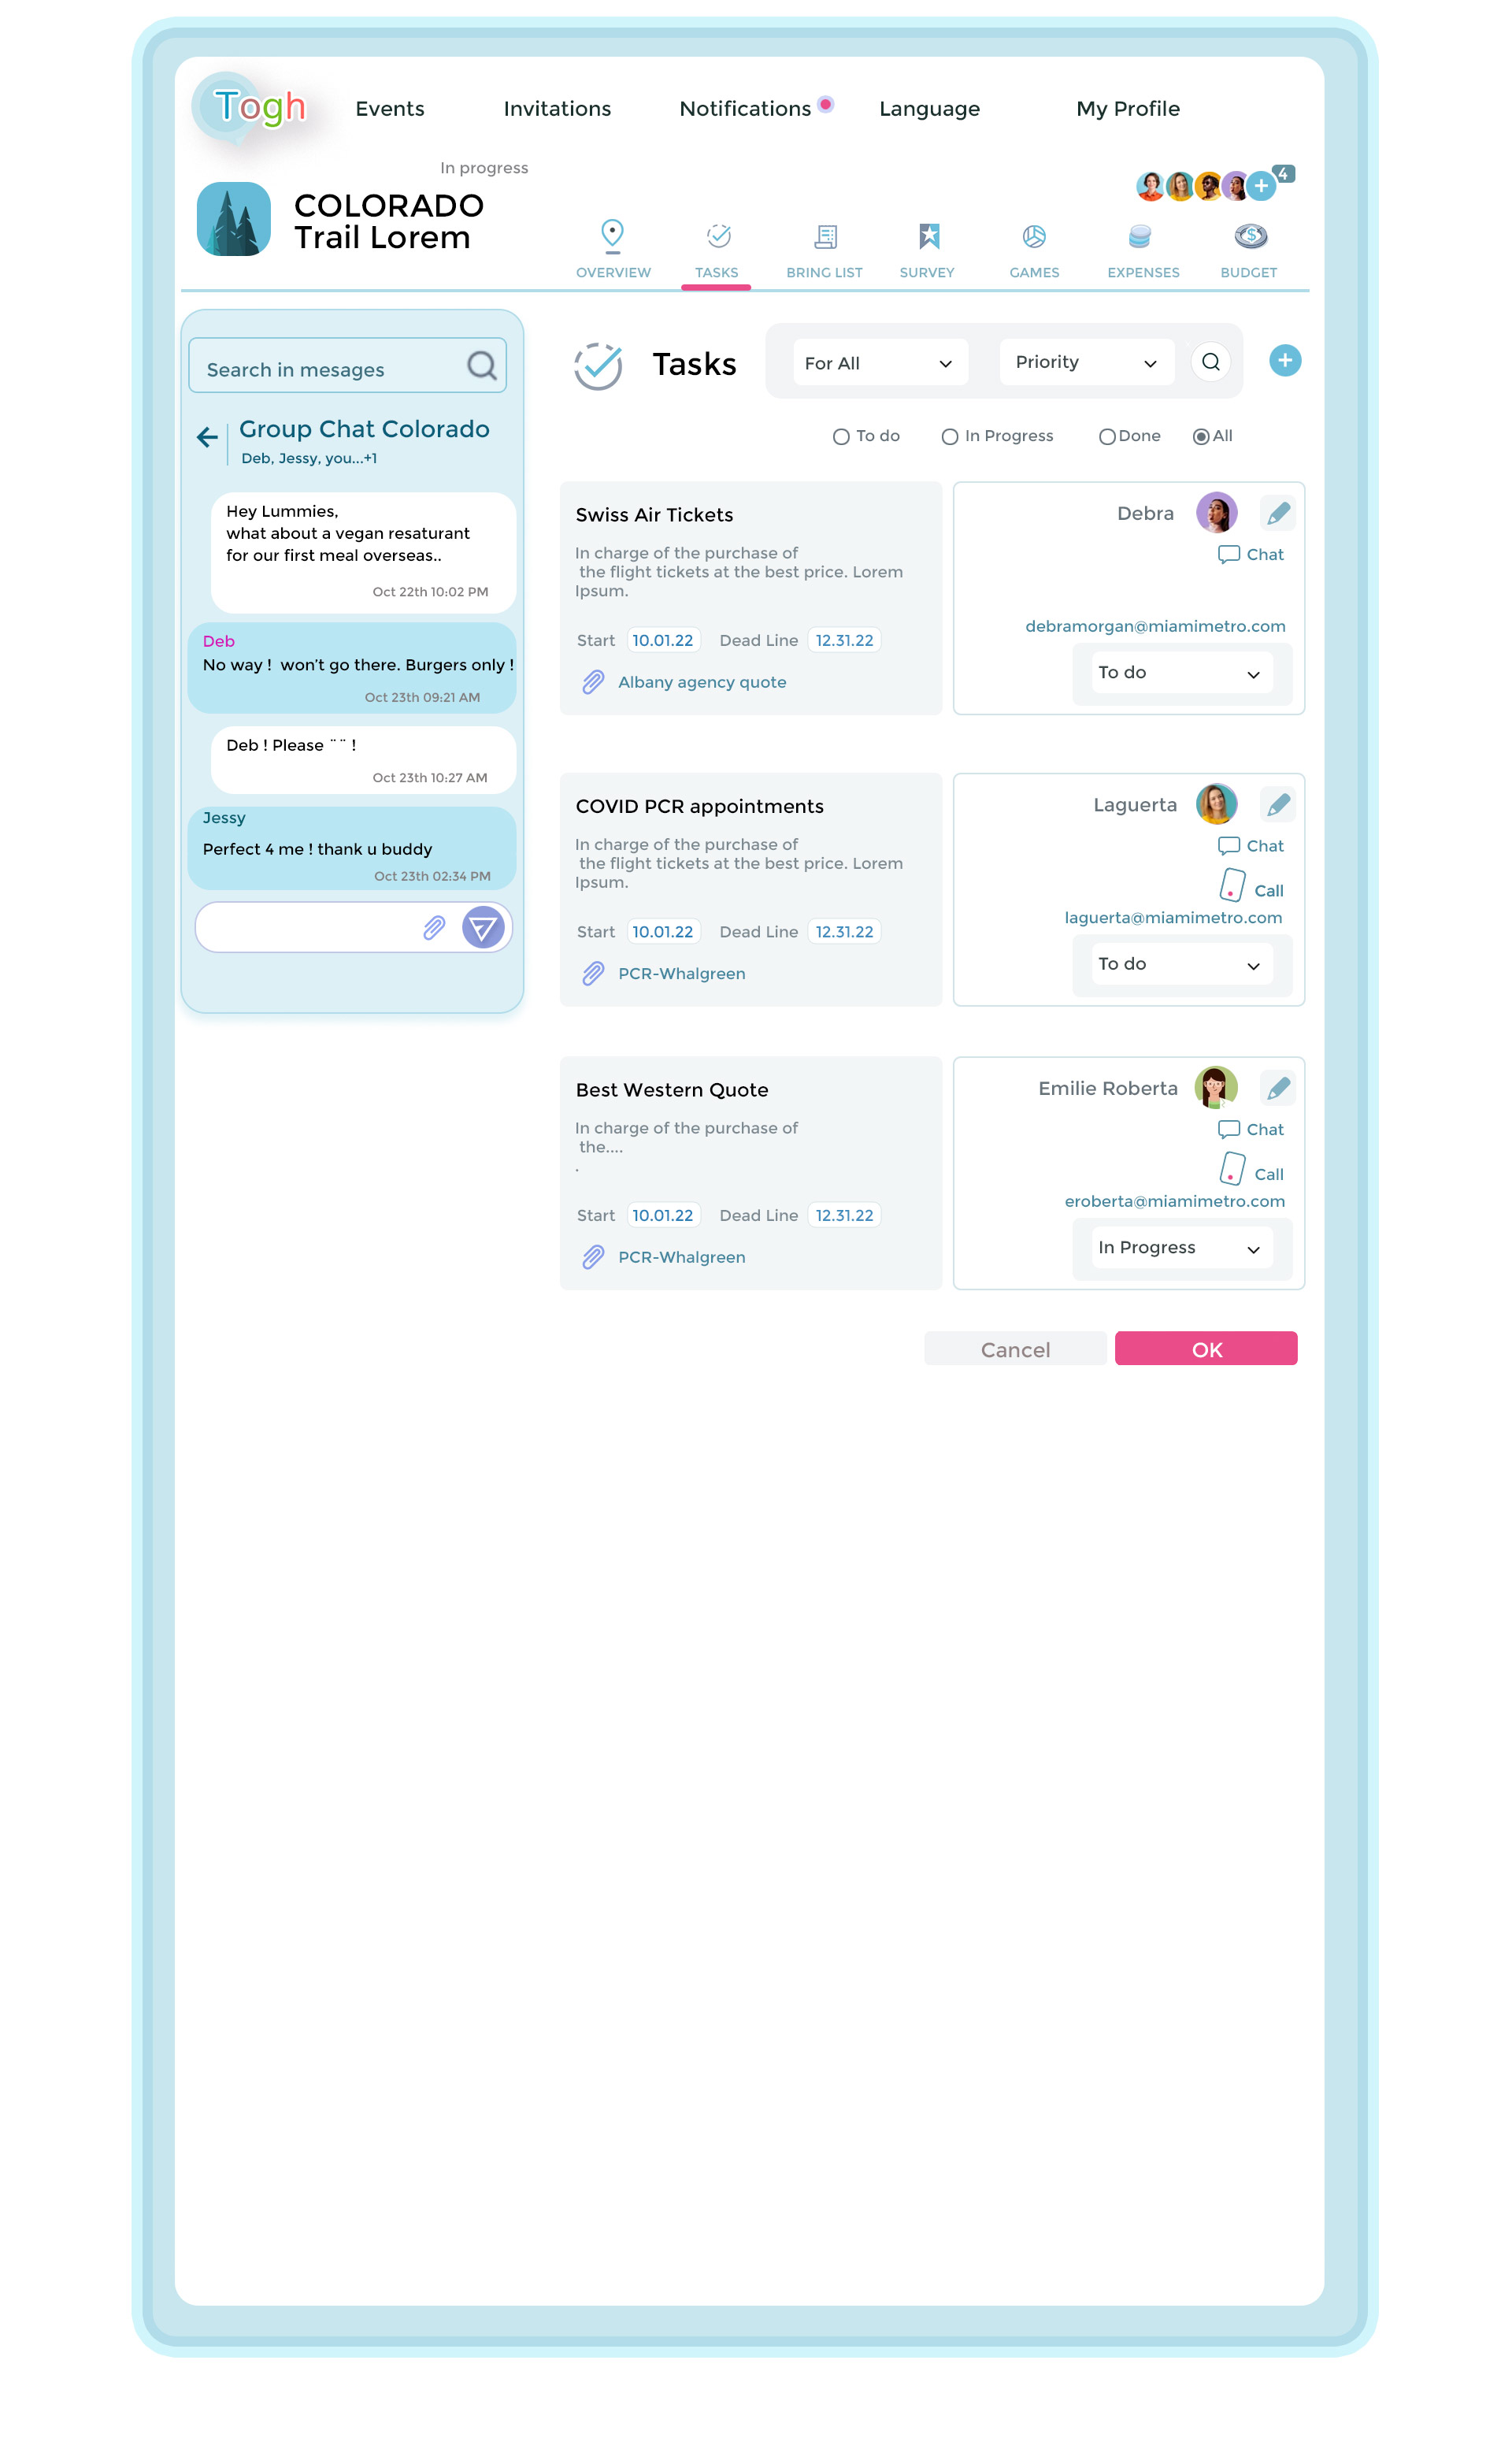 Togh
Events
Invitations
Notifications
Language
My Profile
In progress
COLORADO
Trail Lorem
4
OVERVIEW
TASKS
BRING LIST
SURVEY
GAMES
EXPENSES
BUDGET
Search in mesages
Group Chat Colorado
Deb, Jessy, you...+1
Hey Lummies,
what about a vegan resaturant
for our first meal overseas..
Oct 22th 10:02 PM
Deb
No way ! won't go there. Burgers only !
Oct 23th 09:21 AM
Deb ! Please ¨¨ !
Oct 23th 10:27 AM
Jessy
Perfect 4 me ! thank u buddy
Oct 23th 02:34 PM
Tasks
For All
Priority
To do
In Progress
Done
All
Swiss Air Tickets
In charge of the purchase of
the flight tickets at the best price. Lorem
Ipsum.
Start 10.01.22 Dead Line 12.31.22
Albany agency quote
Debra
Chat
debramorgan@miamimetro.com
To do
COVID PCR appointments
In charge of the purchase of
the flight tickets at the best price. Lorem
Ipsum.
Start 10.01.22 Dead Line 12.31.22
PCR-Whalgreen
Laguerta
Chat
Call
laguerta@miamimetro.com
To do
Best Western Quote
In charge of the purchase of
the....
.
Start 10.01.22 Dead Line 12.31.22
PCR-Whalgreen
Emilie Roberta
Chat
Call
eroberta@miamimetro.com
In Progress
Cancel
OK